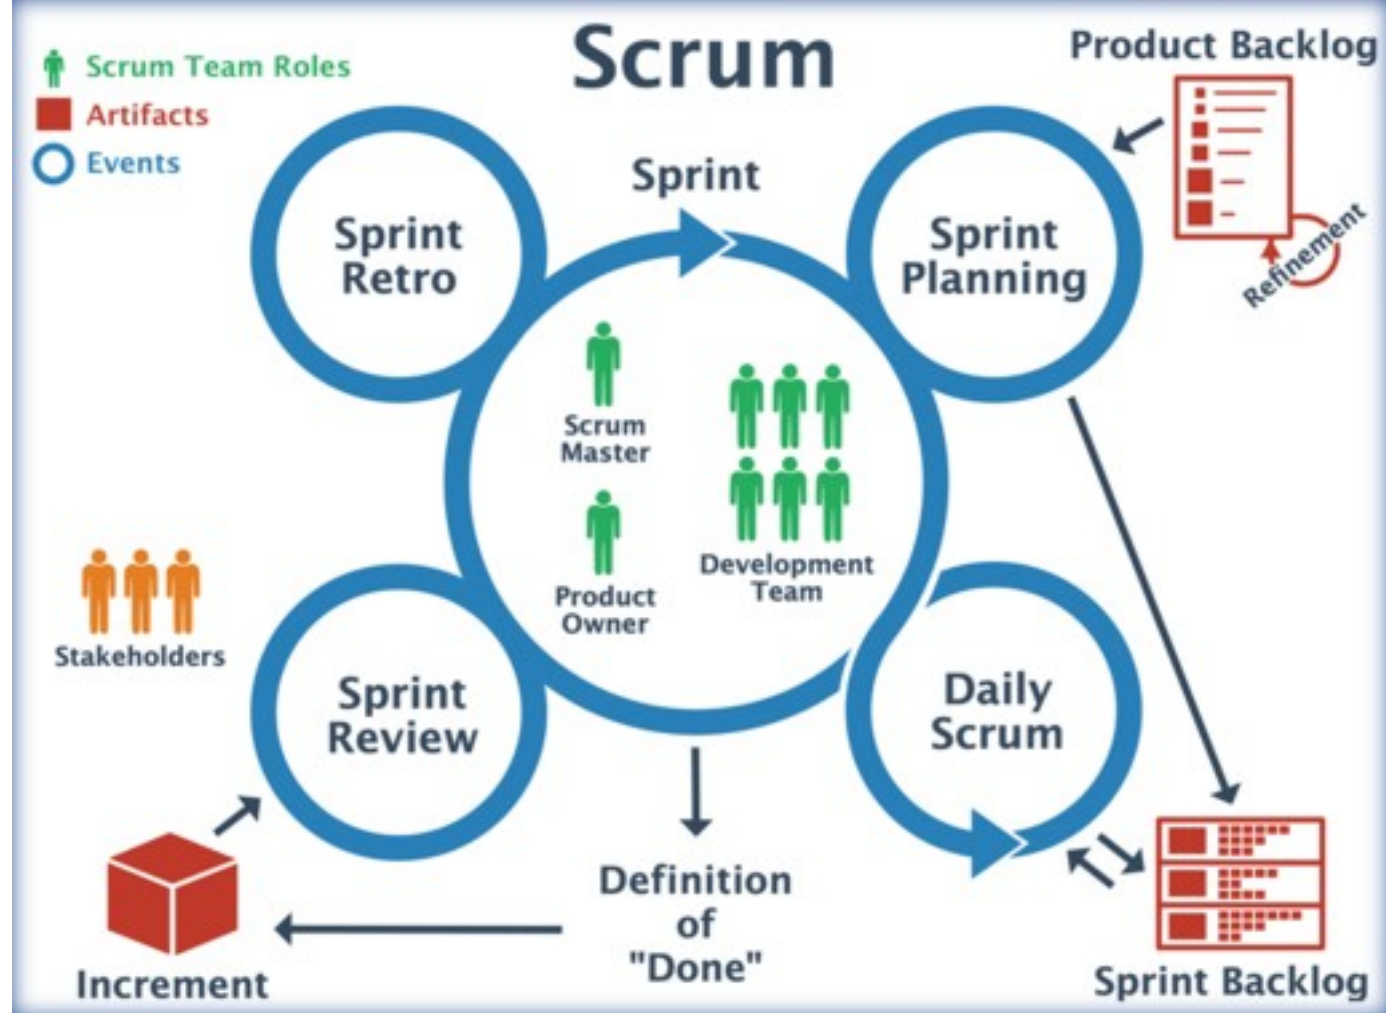 Scrum
Scrum Team Roles
Artifacts
Events
Product Backlog
Refinement
Sprint
Sprint
Retro
Sprint
Planning
Scrum
Master
Product
Owner
Development
Team
Stakeholders
Sprint
Review
Daily
Scrum
Increment
Definition
of
"Done"
Sprint Backlog